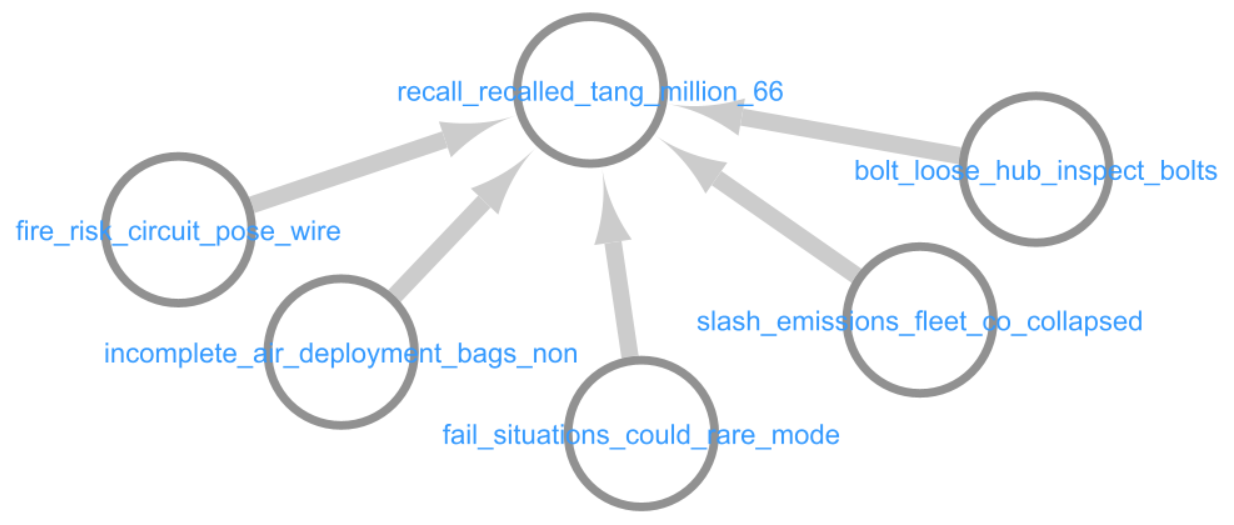 recall_recalled_tang_million_66
bolt_loose_hub_inspect_bolts
fire_risk_circuit_pose_wire
slash_emissions_fleet_co_collapsed
incomplete_air_deployment_bags_non
fail_situations_could_rare_mode